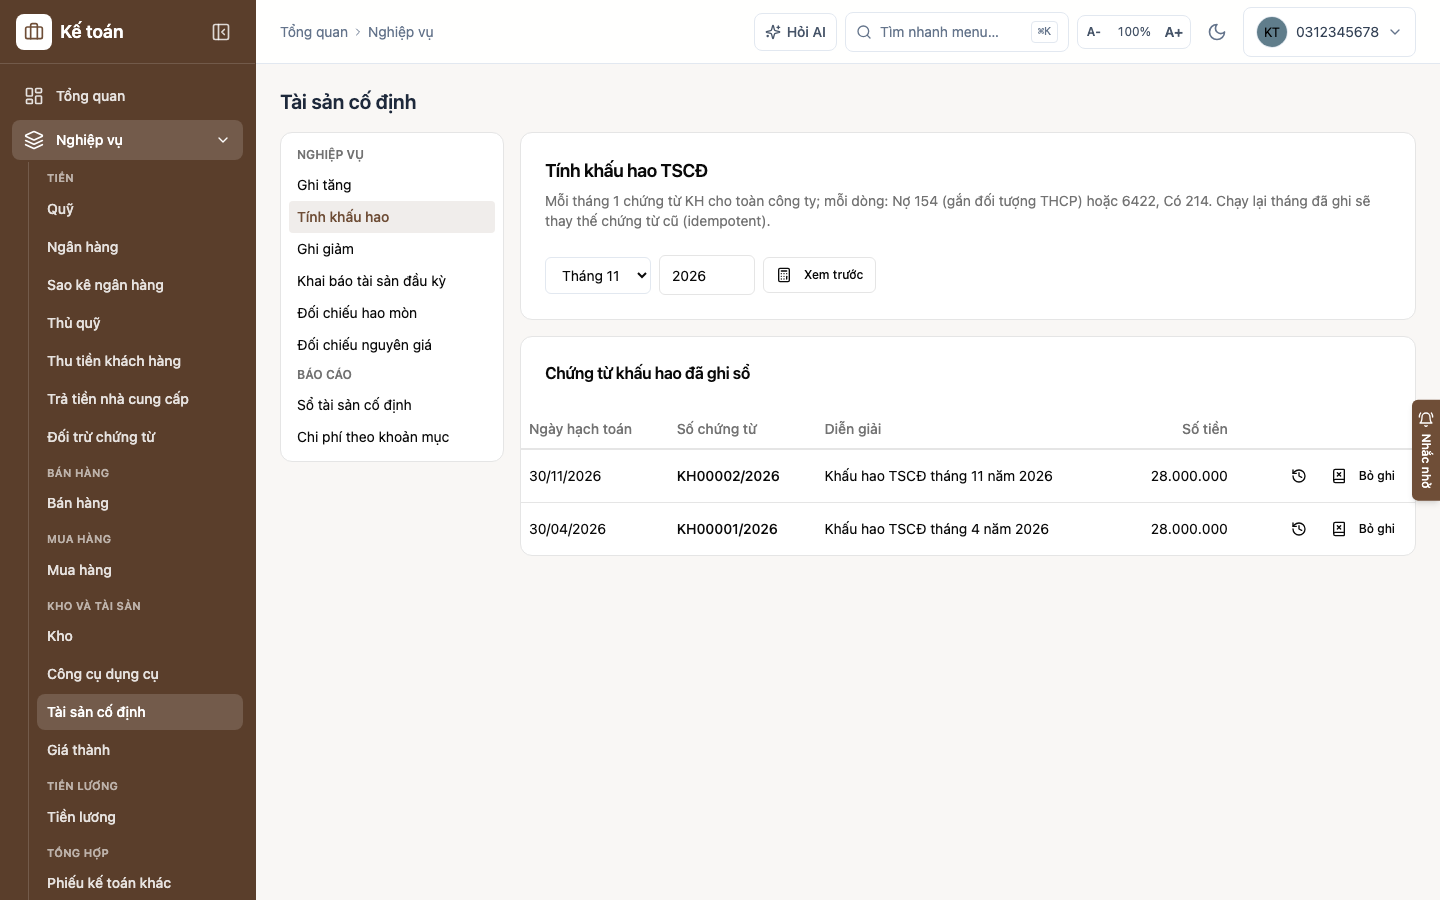 Kế toán
Tổng quan
Nghiệp vụ
TIỀN
Quỹ
Ngân hàng
Sao kê ngân hàng
Thủ quỹ
Thu tiền khách hàng
Trả tiền nhà cung cấp
Đối trừ chứng từ
BÁN HÀNG
Bán hàng
MUA HÀNG
Mua hàng
KHO VÀ TÀI SẢN
Kho
Công cụ dụng cụ
Tài sản cố định
Giá thành
TIỀN LƯƠNG
Tiền lương
TỔNG HỢP
Phiếu kế toán khác
Tổng quan > Nghiệp vụ
Hỏi AI
Tìm nhanh menu... ⌘K
A- 100% A+
KT 0312345678
Tài sản cố định
NGHIỆP VỤ
Ghi tăng
Tính khấu hao
Ghi giảm
Khai báo tài sản đầu kỳ
Đối chiếu hao mòn
Đối chiếu nguyên giá
BÁO CÁO
Sổ tài sản cố định
Chi phí theo khoản mục
Tính khấu hao TSCĐ
Mỗi tháng 1 chứng từ KH cho toàn công ty; mỗi dòng: Nợ 154 (gắn đối tượng THCP) hoặc 6422, Có 214. Chạy lại tháng đã ghi sẽ
thay thế chứng từ cũ (idempotent).
Tháng 11 2026 Xem trước
Chứng từ khấu hao đã ghi sổ
Ngày hạch toán Số chứng từ Diễn giải Số tiền
30/11/2026 KH00002/2026 Khấu hao TSCĐ tháng 11 năm 2026 28.000.000 Bỏ ghi
30/04/2026 KH00001/2026 Khấu hao TSCĐ tháng 4 năm 2026 28.000.000 Bỏ ghi
Nhắc nhở